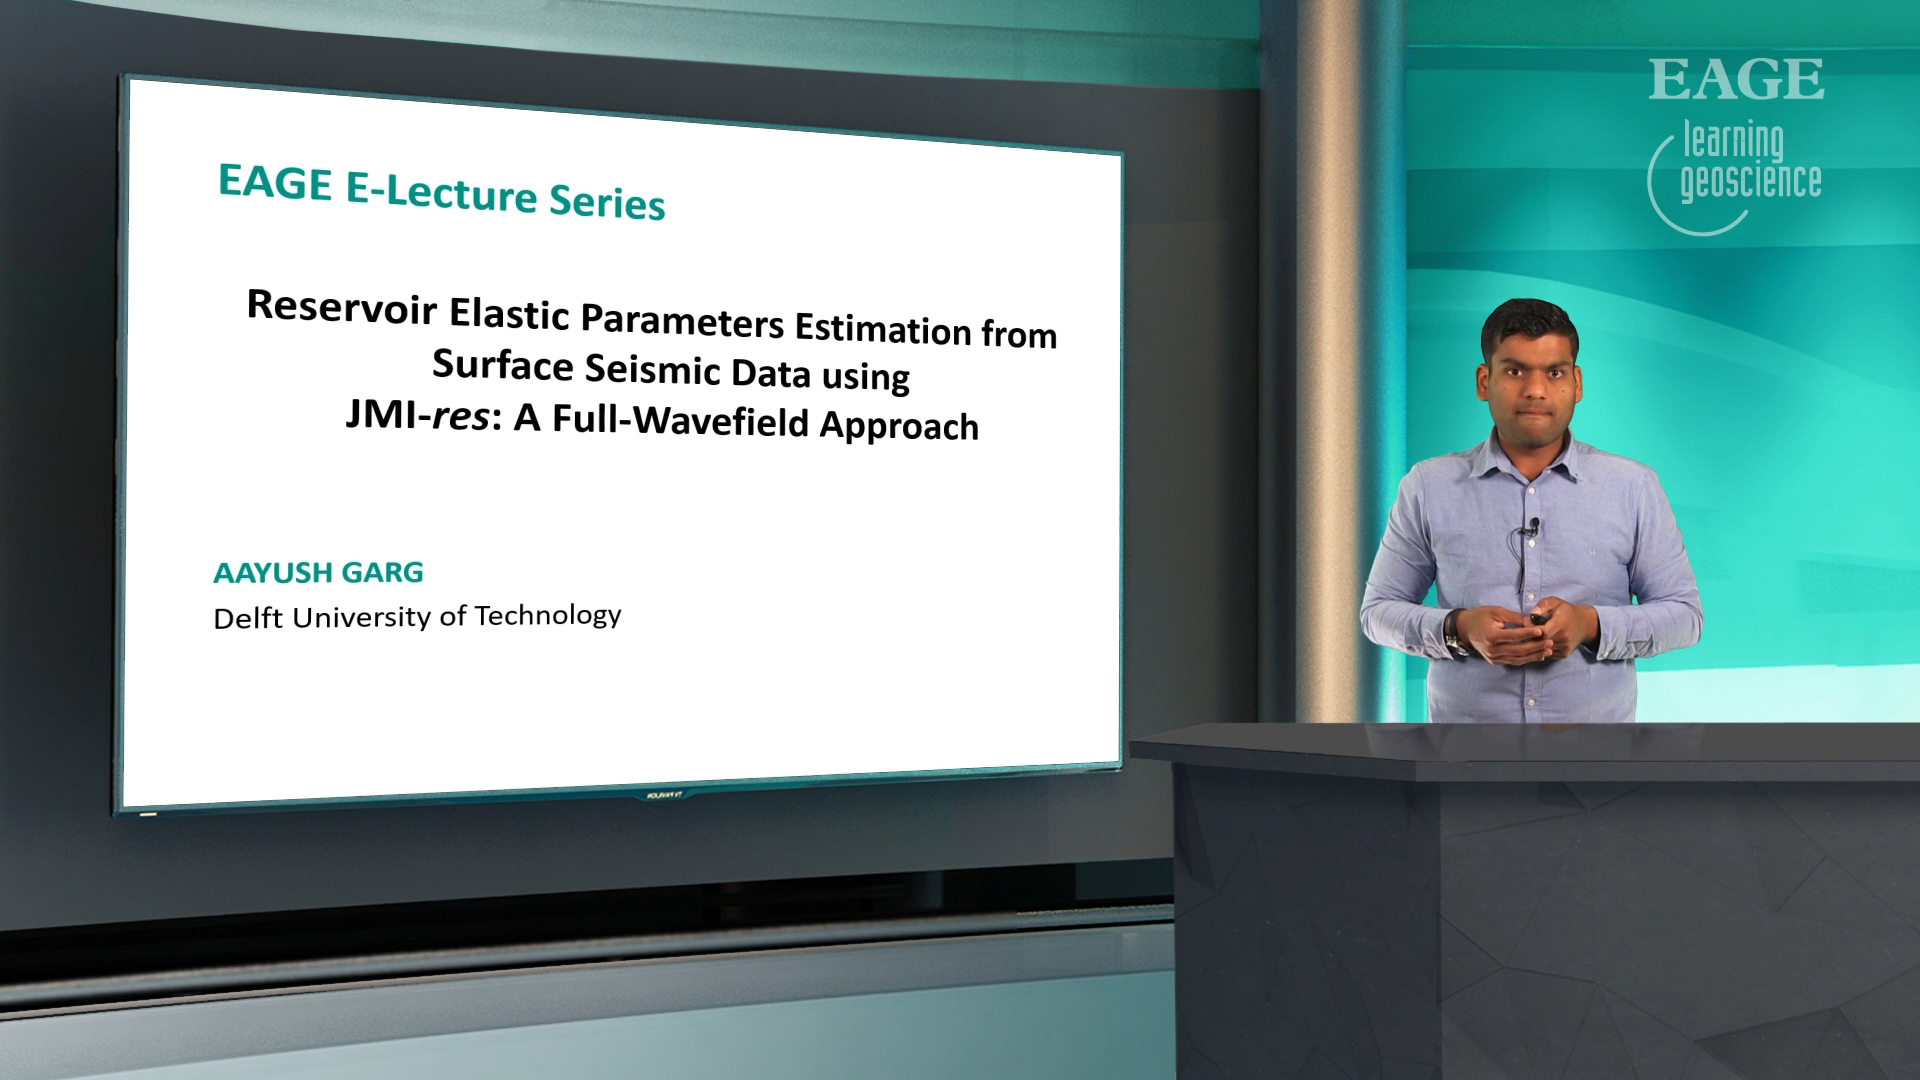 EAGE E-Lecture Series
Reservoir Elastic Parameters Estimation from
Surface Seismic Data using
JMI-res: A Full-Wavefield Approach
AAYUSH GARG
Delft University of Technology
EAGE
learning
geoscience